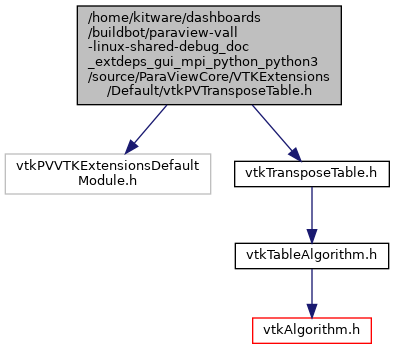 /home/kitware/dashboards
/buildbot/paraview-vall
-linux-shared-debug_doc
_extdeps_gui_mpi_python_python3
/source/ParaViewCore/VTKExtensions
/Default/vtkPVTransposeTable.h
vtkPVVTKExtensionsDefault
Module.h
vtkTransposeTable.h
vtkTableAlgorithm.h
vtkAlgorithm.h